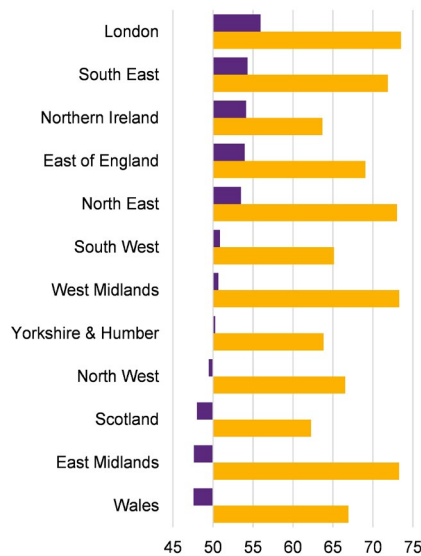 London
South East
Northern Ireland
East of England
North East
South West
West Midlands
Yorkshire & Humber
North West
Scotland
East Midlands
Wales
45 50 55 60 65 70 75